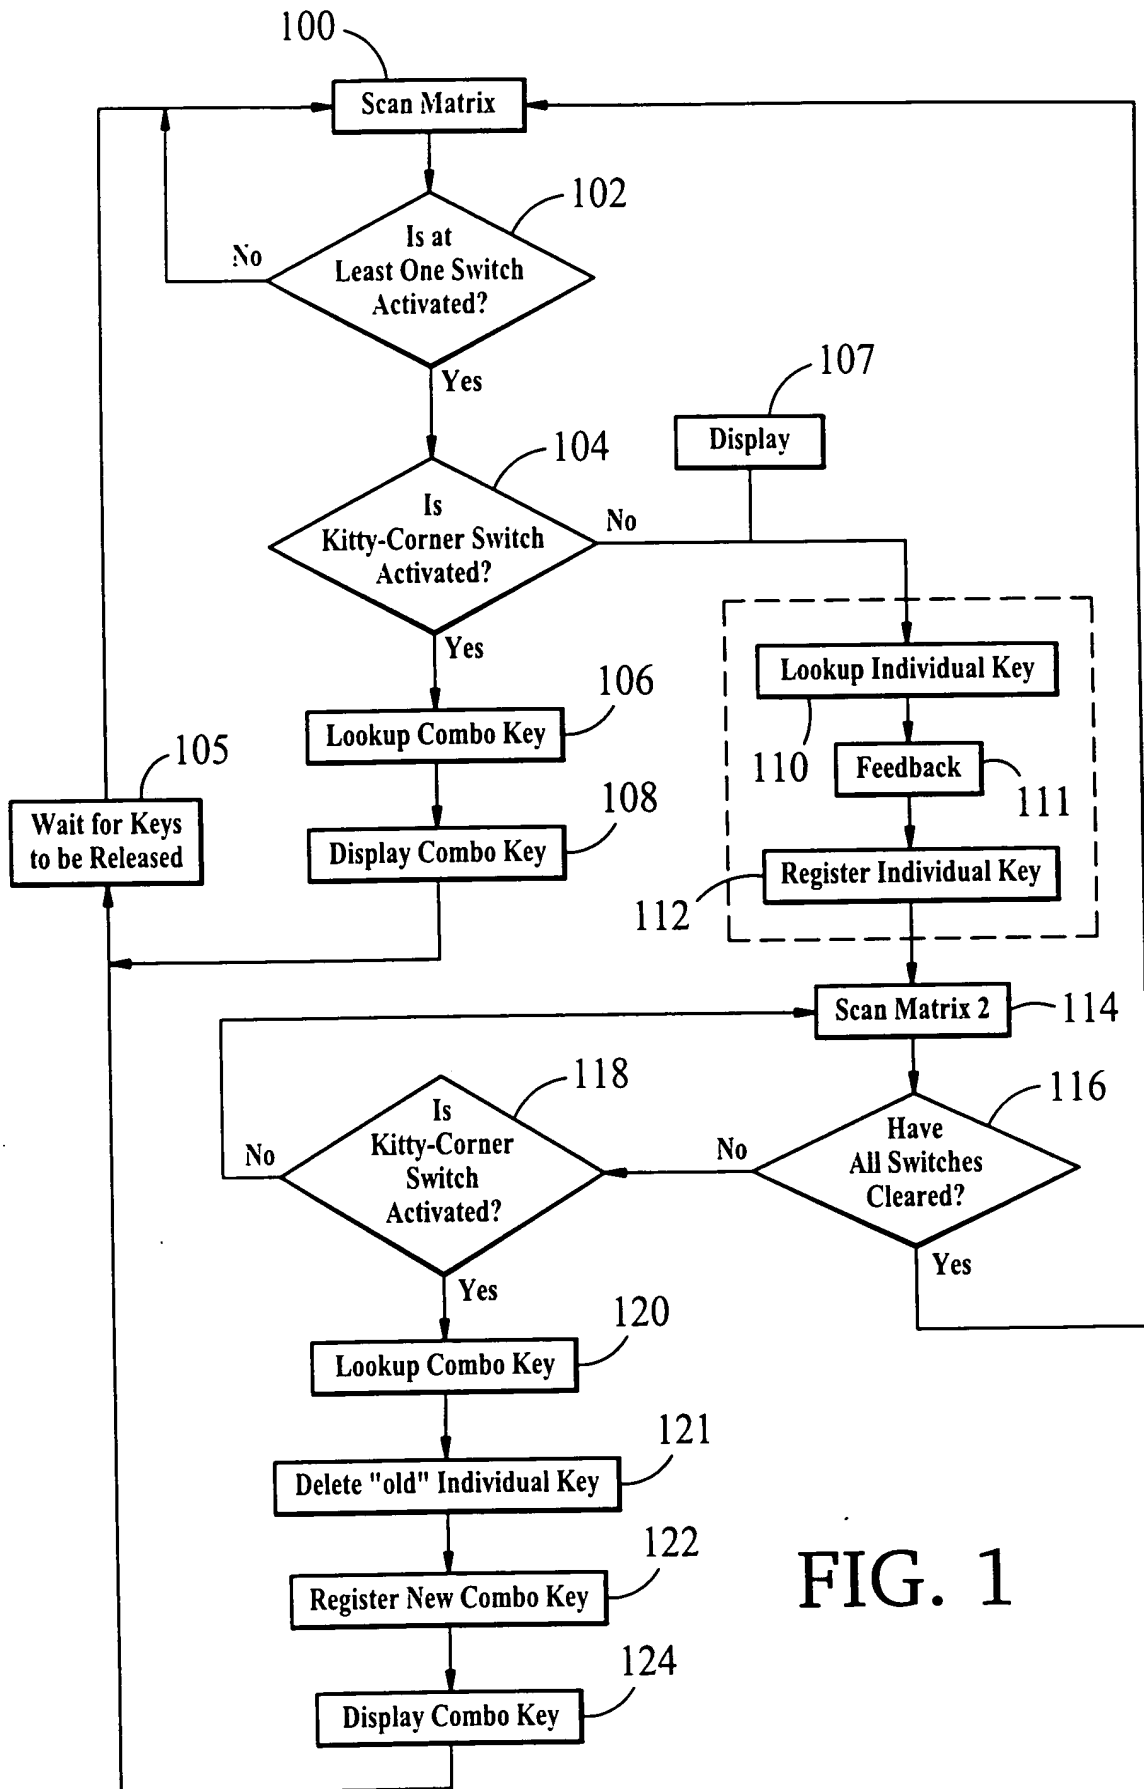 100
Scan Matrix
102
Is at
Least One Switch
Activated?
No
Yes
107
Display
104
Is
Kitty-Corner Switch
Activated?
No
Yes
106
Lookup Combo Key
105
Wait for Keys
to be Released
108
Display Combo Key
Lookup Individual Key
110
Feedback
111
Register Individual Key
112
Scan Matrix 2
114
116
Have
All Switches
Cleared?
No
Yes
118
Is
Kitty-Corner
Switch
Activated?
No
Yes
120
Lookup Combo Key
121
Delete "old" Individual Key
122
Register New Combo Key
124
Display Combo Key
FIG. 1